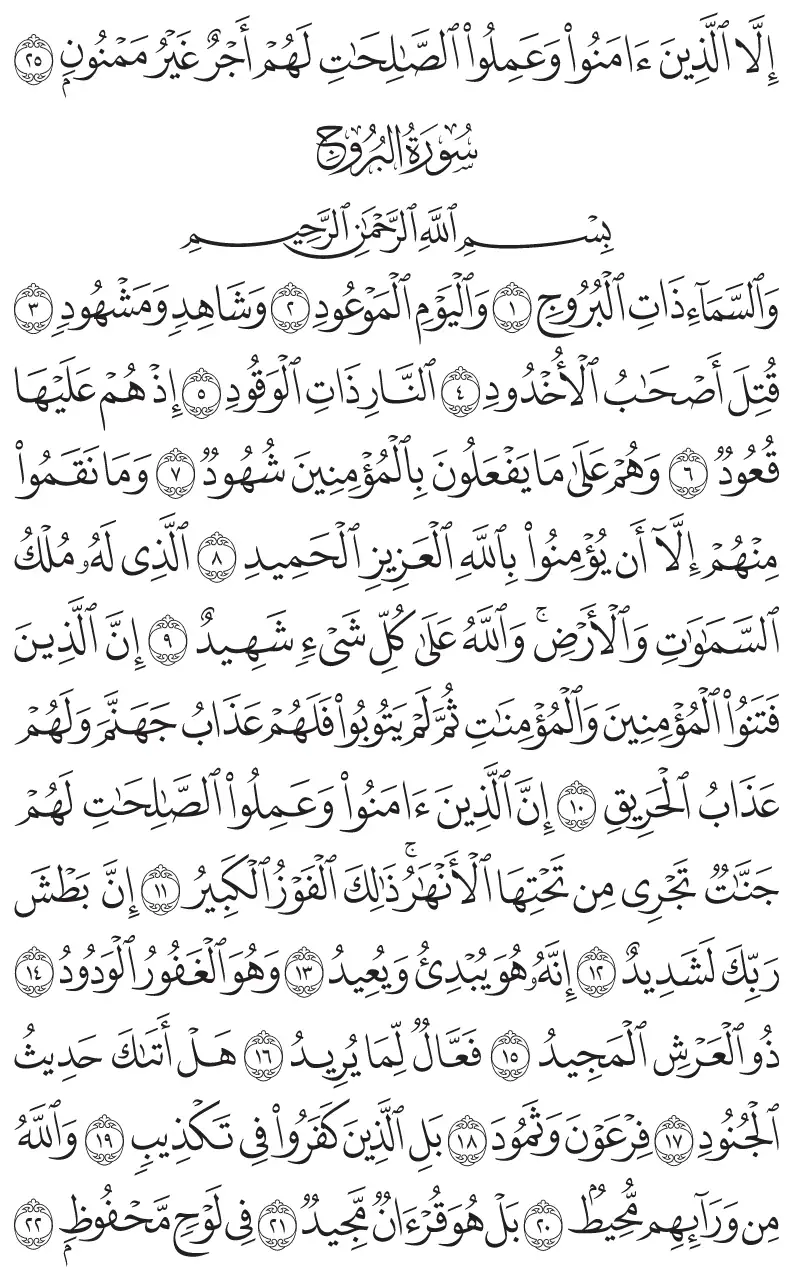 إِلَّا ٱلَّذِينَ ءَامَنُوا۟ وَعَمِلُوا۟ ٱلصَّـٰلِحَـٰتِ لَهُمْ أَجْرٌ غَيْرُ مَمْنُونٍۭ ٢٥
سُورَةُ البُرُوجِ
بِسْمِ ٱللَّهِ ٱلرَّحْمَـٰنِ ٱلرَّحِيمِ
وَٱلسَّمَآءِ ذَاتِ ٱلْبُرُوجِ ١ وَٱلْيَوْمِ ٱلْمَوْعُودِ ٢ وَشَاهِدٍ وَمَشْهُودٍ ٣
قُتِلَ أَصْحَـٰبُ ٱلْأُخْدُودِ ٤ ٱلنَّارِ ذَاتِ ٱلْوَقُودِ ٥ إِذْ هُمْ عَلَيْهَا
قُعُودٌ ٦ وَهُمْ عَلَىٰ مَا يَفْعَلُونَ بِٱلْمُؤْمِنِينَ شُهُودٌ ٧ وَمَا نَقَمُوا۟
مِنْهُمْ إِلَّآ أَن يُؤْمِنُوا۟ بِٱللَّهِ ٱلْعَزِيزِ ٱلْحَمِيدِ ٨ ٱلَّذِى لَهُۥ مُلْكُ
ٱلسَّمَـٰوَٰتِ وَٱلْأَرْضِ ۚ وَٱللَّهُ عَلَىٰ كُلِّ شَىْءٍ شَهِيدٌ ٩ إِنَّ ٱلَّذِينَ
فَتَنُوا۟ ٱلْمُؤْمِنِينَ وَٱلْمُؤْمِنَـٰتِ ثُمَّ لَمْ يَتُوبُوا۟ فَلَهُمْ عَذَابُ جَهَنَّمَ وَلَهُمْ
عَذَابُ ٱلْحَرِيقِ ١٠ إِنَّ ٱلَّذِينَ ءَامَنُوا۟ وَعَمِلُوا۟ ٱلصَّـٰلِحَـٰتِ لَهُمْ
جَنَّـٰتٌ تَجْرِى مِن تَحْتِهَا ٱلْأَنْهَـٰرُ ۚ ذَٰلِكَ ٱلْفَوْزُ ٱلْكَبِيرُ ١١ إِنَّ بَطْشَ
رَبِّكَ لَشَدِيدٌ ١٢ إِنَّهُۥ هُوَ يُبْدِئُ وَيُعِيدُ ١٣ وَهُوَ ٱلْغَفُورُ ٱلْوَدُودُ ١٤
ذُو ٱلْعَرْشِ ٱلْمَجِيدُ ١٥ فَعَّالٌ لِّمَا يُرِيدُ ١٦ هَلْ أَتَىٰكَ حَدِيثُ
ٱلْجُنُودِ ١٧ فِرْعَوْنَ وَثَمُودَ ١٨ بَلِ ٱلَّذِينَ كَفَرُوا۟ فِى تَكْذِيبٍ ١٩ وَٱللَّهُ
مِن وَرَآئِهِم مُّحِيطٌۢ ٢٠ بَلْ هُوَ قُرْءَانٌ مَّجِيدٌ ٢١ فِى لَوْحٍ مَّحْفُوظٍۭ ٢٢